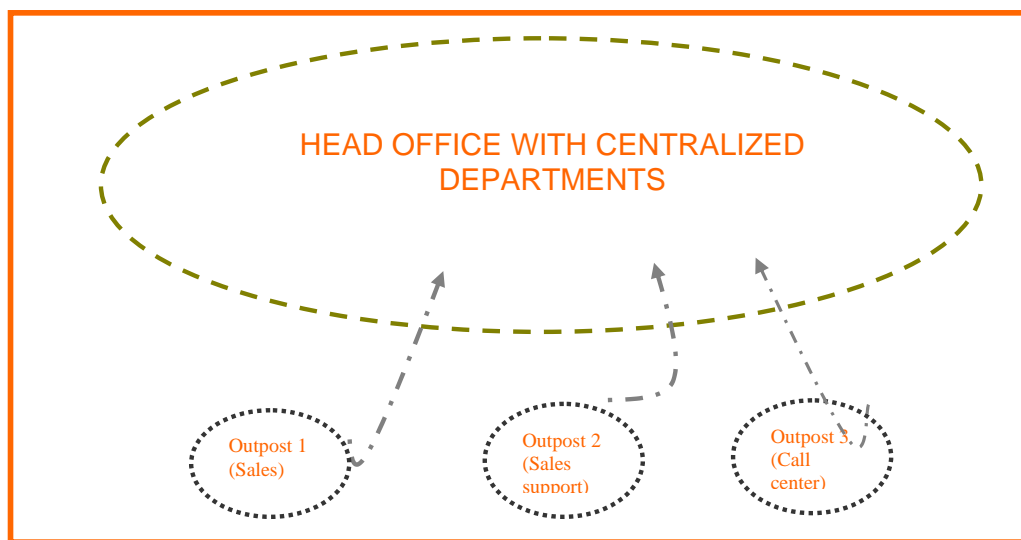 HEAD OFFICE WITH CENTRALIZED
DEPARTMENTS
Outpost 1
(Sales)
Outpost 2
(Sales
support)
Outpost 3
(Call
center)